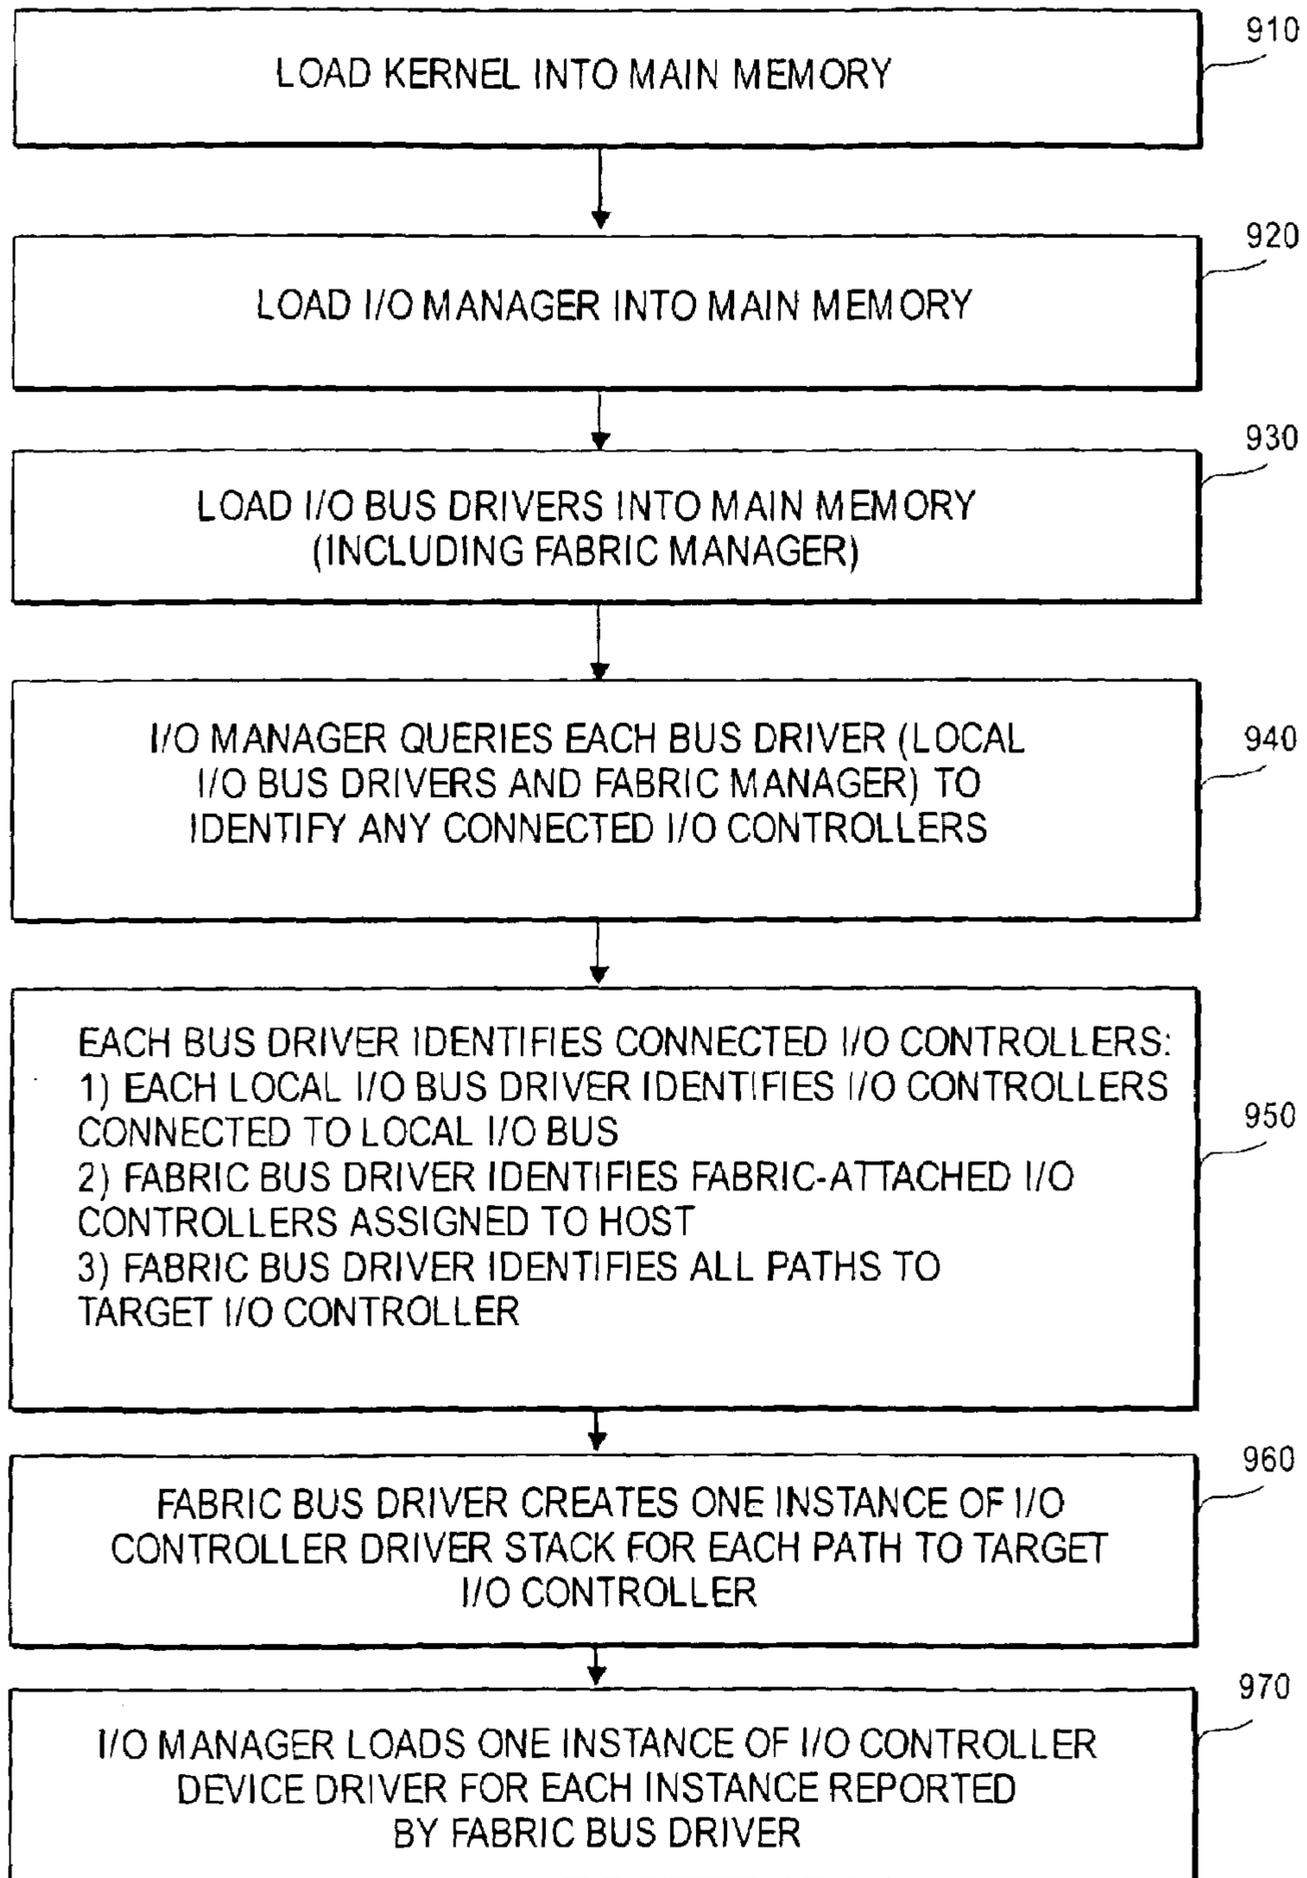 910
LOAD KERNEL INTO MAIN MEMORY
920
LOAD I/O MANAGER INTO MAIN MEMORY
930
LOAD I/O BUS DRIVERS INTO MAIN MEMORY
(INCLUDING FABRIC MANAGER)
940
I/O MANAGER QUERIES EACH BUS DRIVER (LOCAL
I/O BUS DRIVERS AND FABRIC MANAGER) TO
IDENTIFY ANY CONNECTED I/O CONTROLLERS
950
EACH BUS DRIVER IDENTIFIES CONNECTED I/O CONTROLLERS:
1) EACH LOCAL I/O BUS DRIVER IDENTIFIES I/O CONTROLLERS
CONNECTED TO LOCAL I/O BUS
2) FABRIC BUS DRIVER IDENTIFIES FABRIC-ATTACHED I/O
CONTROLLERS ASSIGNED TO HOST
3) FABRIC BUS DRIVER IDENTIFIES ALL PATHS TO
TARGET I/O CONTROLLER
960
FABRIC BUS DRIVER CREATES ONE INSTANCE OF I/O
CONTROLLER DRIVER STACK FOR EACH PATH TO TARGET
I/O CONTROLLER
970
I/O MANAGER LOADS ONE INSTANCE OF I/O CONTROLLER
DEVICE DRIVER FOR EACH INSTANCE REPORTED
BY FABRIC BUS DRIVER